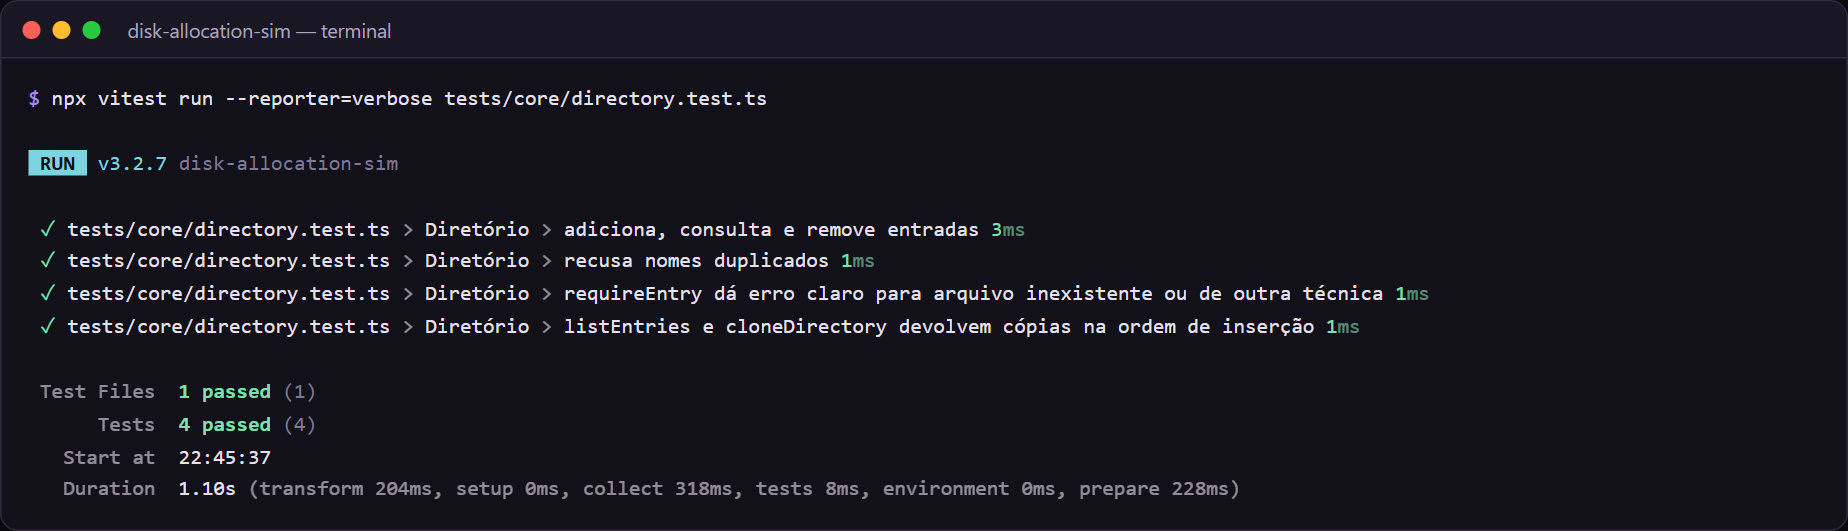 disk-allocation-sim — terminal
$ npx vitest run --reporter=verbose tests/core/directory.test.ts
RUN v3.2.7 disk-allocation-sim
✓ tests/core/directory.test.ts > Diretório > adiciona, consulta e remove entradas 3ms
✓ tests/core/directory.test.ts > Diretório > recusa nomes duplicados 1ms
✓ tests/core/directory.test.ts > Diretório > requireEntry dá erro claro para arquivo inexistente ou de outra técnica 1ms
✓ tests/core/directory.test.ts > Diretório > listEntries e cloneDirectory devolvem cópias na ordem de inserção 1ms
Test Files 1 passed (1)
Tests 4 passed (4)
Start at 22:45:37
Duration 1.10s (transform 204ms, setup 0ms, collect 318ms, tests 8ms, environment 0ms, prepare 228ms)